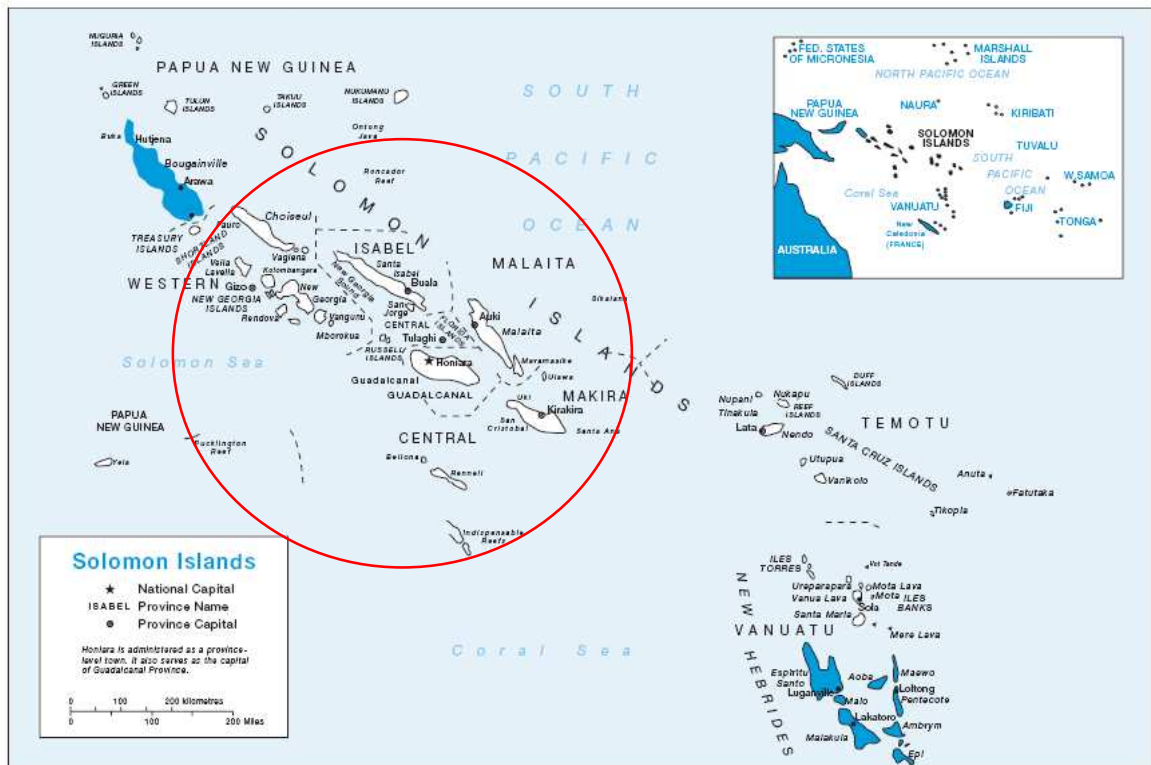 NUGURIA
ISLANDS
PAPUA NEW GUINEA
GREEN
ISLANDS
TULUN
ISLANDS
TAKUU
ISLANDS
NUKUMANU
ISLANDS
SOUTH
PACIFIC
OCEAN
Ontong
Java
Roncador
Reef
SOLOMON
ISLANDS
Buka
Hutjena
Bougainville
Arawa
TREASURY
ISLANDS
SHORTLAND
ISLANDS
Tauro
Choiseul
Vagiena
ISABEL
Santa
Isabel
Buala
San
Jorge
New Georgia
Sound
MALAITA
Sikaiana
WESTERN
Vella
Lavella
Kolombangara
Gizo
New
Georgia
NEW GEORGIA
ISLANDS
Rendova
Vangunu
Mborokua
CENTRAL
Tulaghi
FLORIDA
ISLANDS
RUSSELL
ISLANDS
Auki
Malaita
Maramasike
Ulawa
Honiara
Guadalcanal
GUADALCANAL
MAKIRA
Uki
Kirakira
San
Cristobal
Santa Ana
Solomon Sea
PAPUA
NEW GUINEA
Pocklington
Reef
Yela
CENTRAL
Bellona
Rennell
Indispensable
Reefs
DUFF
ISLANDS
Nupani
Nukapu
Tinakula
REEF
ISLANDS
TEMOTU
Lata
Nendo
SANTA CRUZ ISLANDS
Utupua
Vanikolo
Anuta
Fatutaka
Tikopia
ILES
TORRES
Vot Tande
Ureparapara
Mota Lava
Vanua Lava
Mota
ILES
BANKS
Sola
Santa Maria
Mere Lava
NEW
HEBRIDES
VANUATU
Espiritu
Santo
Luganville
Aoba
Maewo
Loltong
Pentecote
Malo
Lakatoro
Malakula
Ambrym
Epi
Coral Sea
FED. STATES
OF MICRONESIA
MARSHALL
ISLANDS
NORTH PACIFIC OCEAN
PAPUA
NEW GUINEA
NAURA
KIRIBATI
SOLOMON
ISLANDS
TUVALU
SOUTH
PACIFIC
OCEAN
W.SAMOA
Coral Sea
VANUATU
FIJI
New
Caledonia
(FRANCE)
TONGA
AUSTRALIA
Solomon Islands
National Capital
ISABEL Province Name
Province Capital
Honiara is administered as a province-
level town. It also serves as the capital
of Guadalcanal Province.
0 100 200 kilometres
0 100 200 Miles